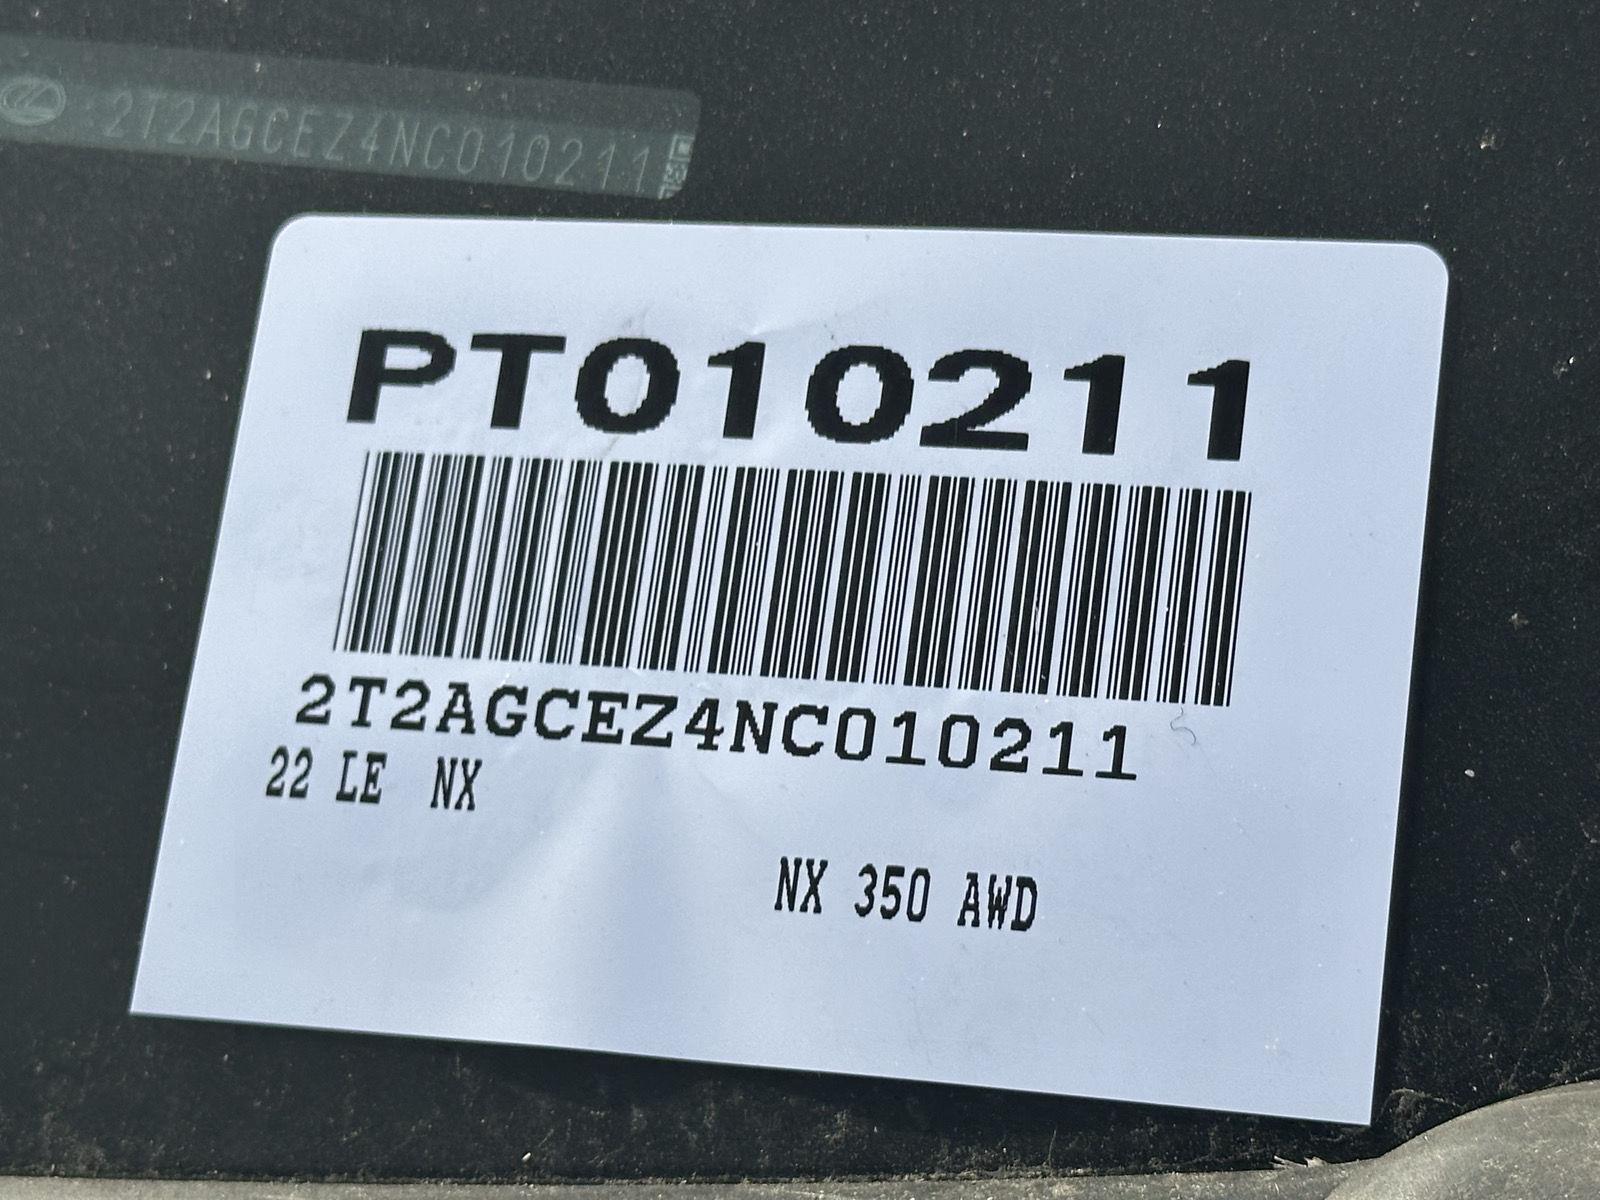 2T2AGCEZ4NC010211
PT010211
2T2AGCEZ4NC010211
22 LE NX
NX 350 AWD